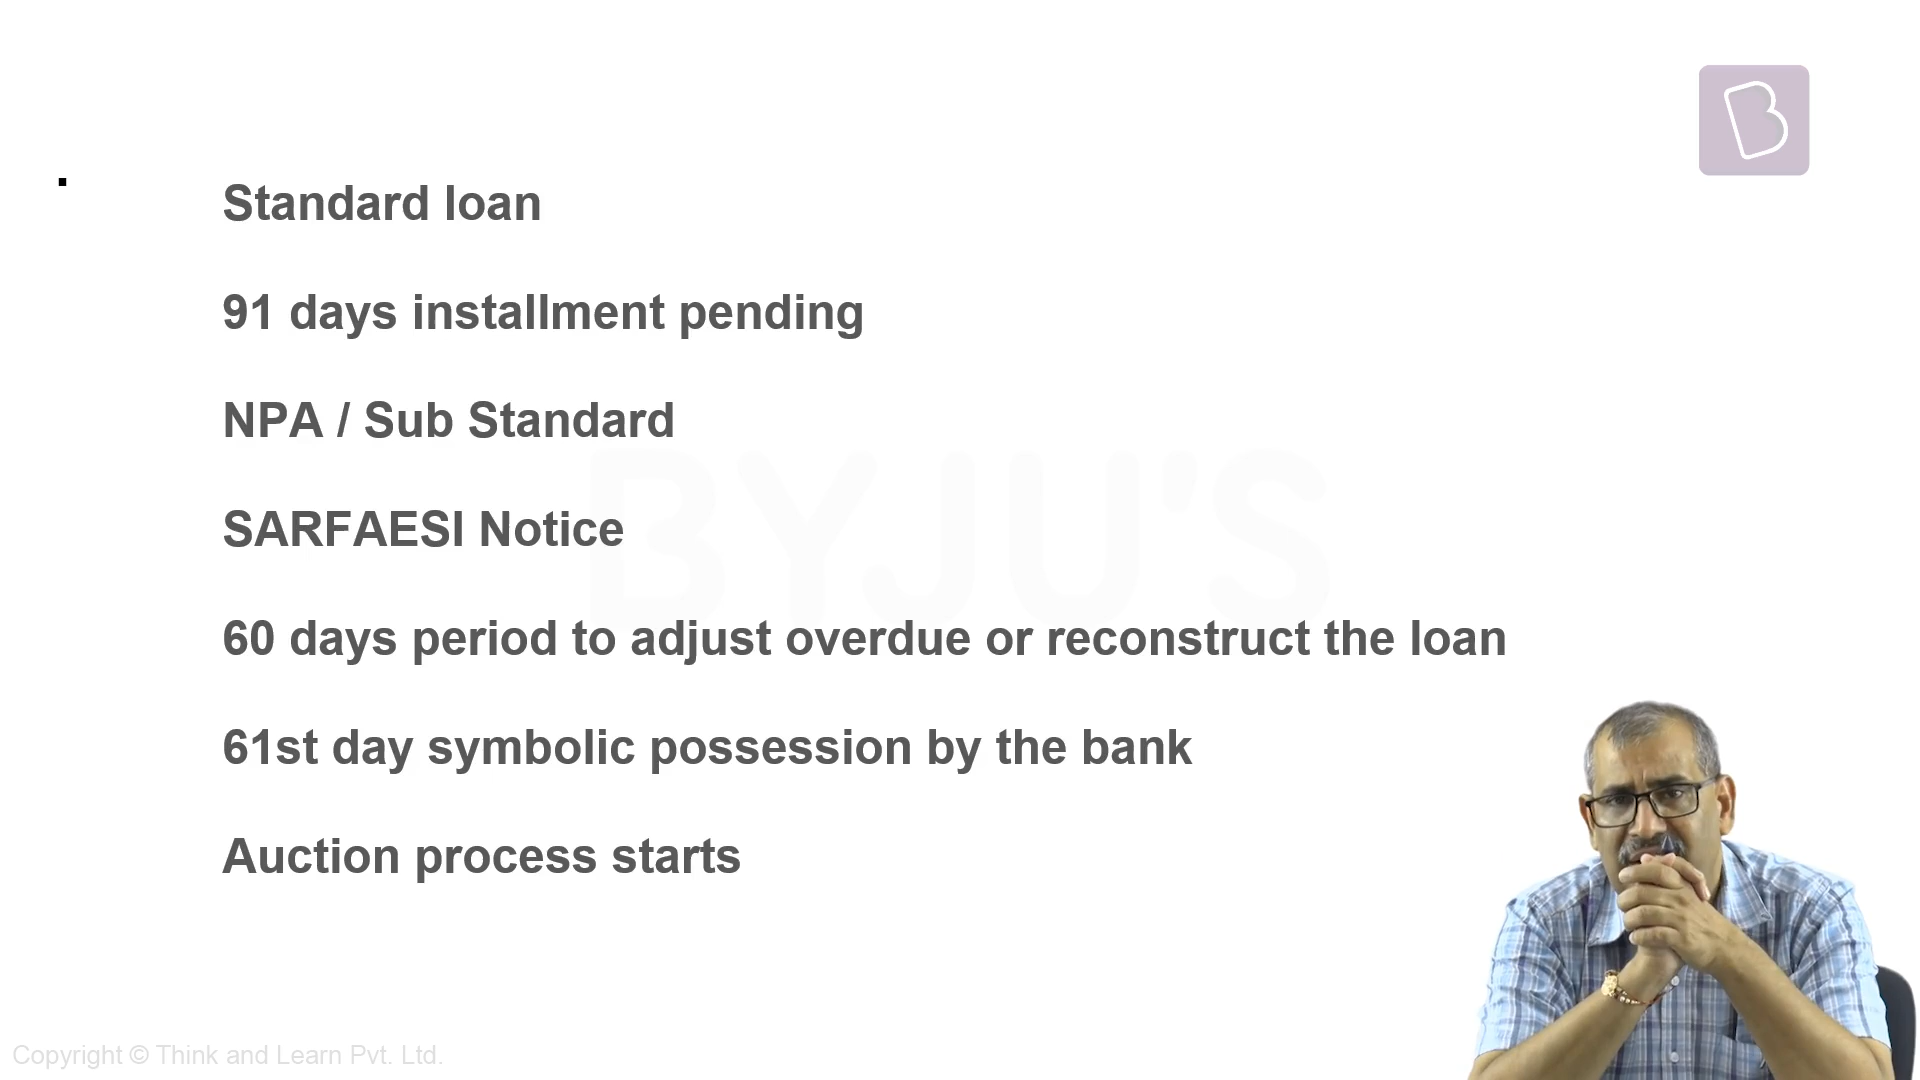 Standard loan
91 days installment pending
NPA / Sub Standard
SARFAESI Notice
60 days period to adjust overdue or reconstruct the loan
61st day symbolic possession by the bank
Auction process starts
BYJU'S
B
Copyright © Think and Learn Pvt. Ltd.